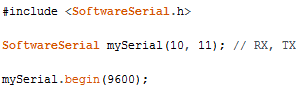 #include <SoftwareSerial.h>
SoftwareSerial mySerial(10, 11); // RX, TX
mySerial.begin(9600);